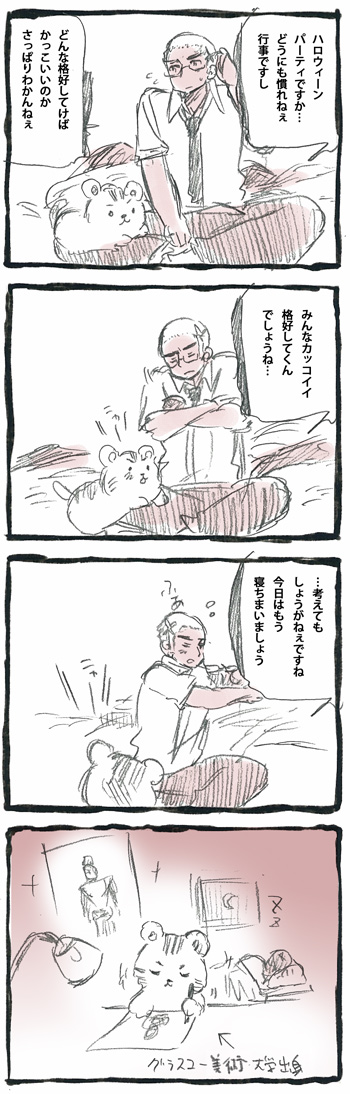 ハロウィーン
パーティですか…
どうにも慣れねぇ
行事ですし
どんな格好してけば
かっこいいのか
さっぱりわかんねぇ
みんなカッコイイ
格好してくん
でしょうね…
…考えても
しょうがねぇですね
今日はもう
寝ちまいましょう
ふぁ
z
z
グラスゴー美術大学出身